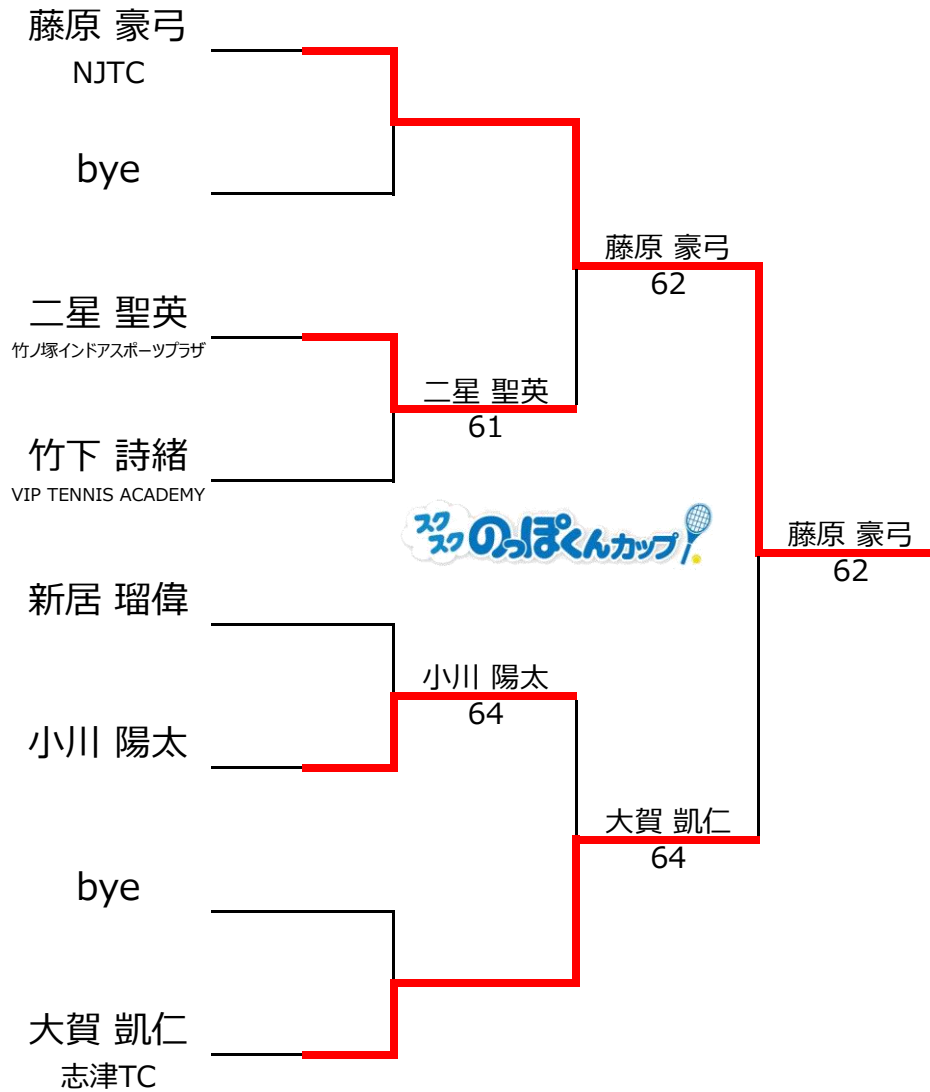 藤原 豪弓
NJTC
bye
藤原 豪弓
62
二星 聖英
竹ノ塚インドアスポーツプラザ
二星 聖英
61
竹下 詩緒
VIP TENNIS ACADEMY
スクスクのっぽくんカップ
藤原 豪弓
62
新居 瑠偉
小川 陽太
64
小川 陽太
大賀 凱仁
64
bye
大賀 凱仁
志津TC